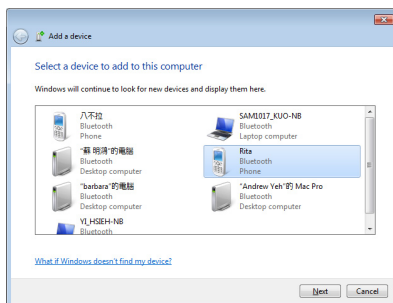 Add a device
Select a device to add to this computer
Windows will continue to look for new devices and display them here.
八不拉
Bluetooth
Phone
SAM1017_KUO-NB
Bluetooth
Laptop computer
"蘇 明鴻"的電腦
Bluetooth
Desktop computer
Rita
Bluetooth
Phone
"barbara"的電腦
Bluetooth
Desktop computer
"Andrew Yeh"的 Mac Pro
Bluetooth
Desktop computer
YI_HSIEH-NB
Bluetooth
What if Windows doesn't find my device?
Next
Cancel